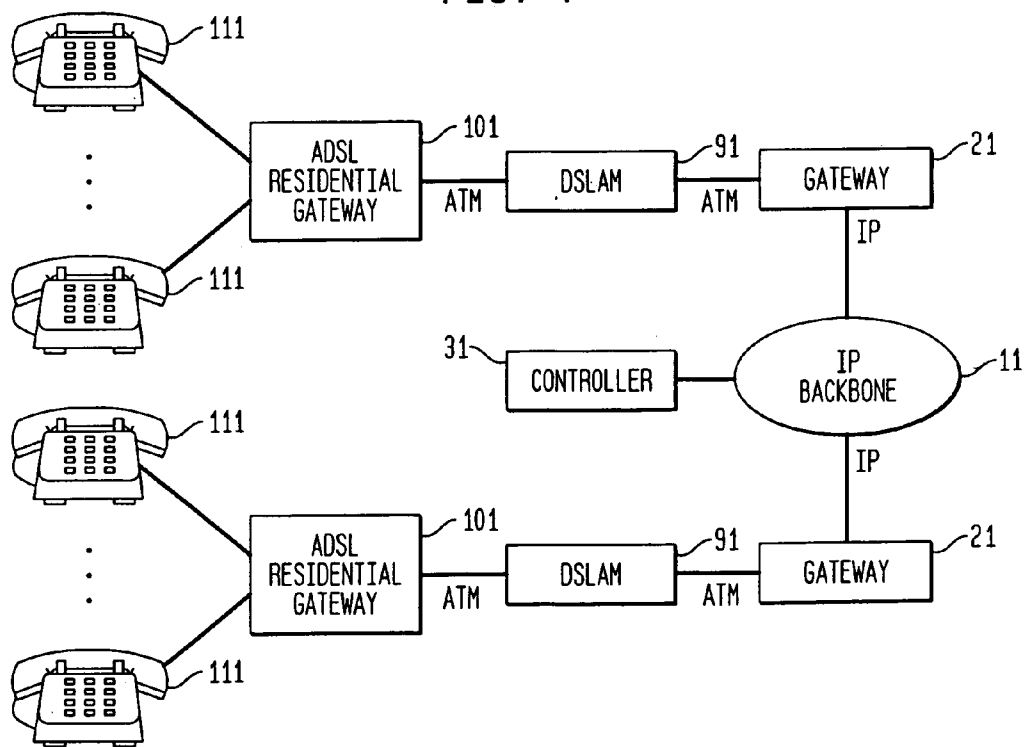 111
101
91
21
ADSL
RESIDENTIAL
GATEWAY
ATM
DSLAM
ATM
GATEWAY
IP
111
31
CONTROLLER
IP
BACKBONE
11
111
IP
101
91
21
ADSL
RESIDENTIAL
GATEWAY
ATM
DSLAM
ATM
GATEWAY
111